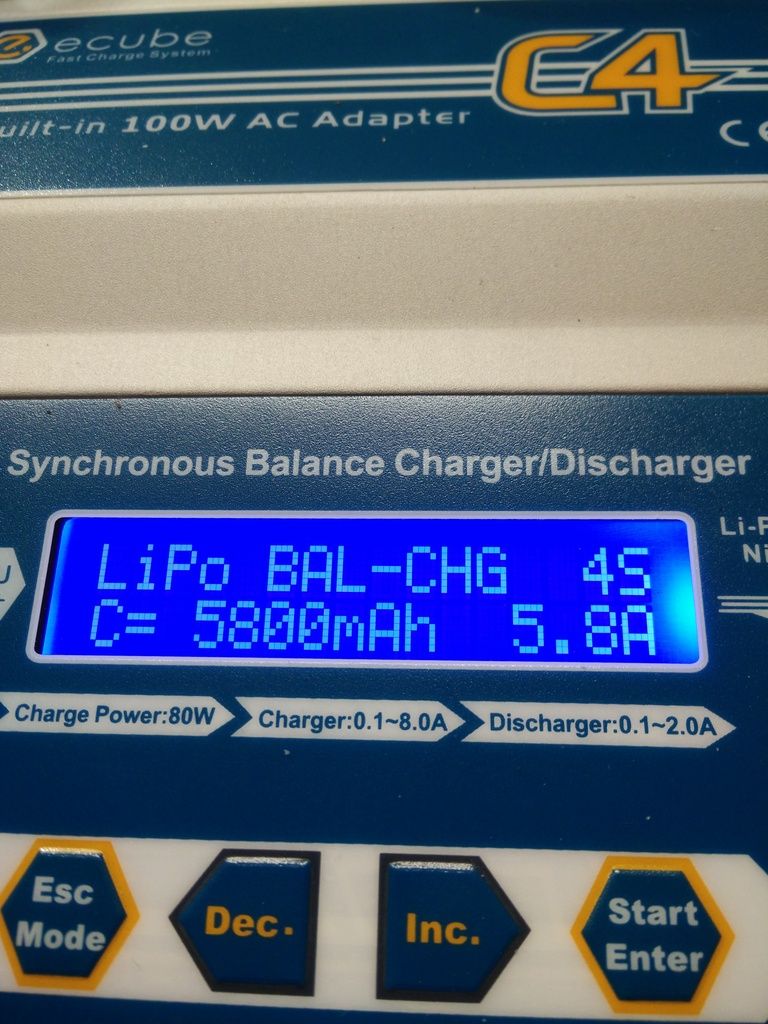 ecube
Fast Charge System
C4
100W AC Adapter
Synchronous Balance Charger/Discharger
LiPo BAL-CHG 4S
C= 5800mAh 5.8A
Charge Power:80W
Charger:0.1~8.0A
Discharger:0.1~2.0A
Esc
Mode
Dec.
Inc.
Start
Enter